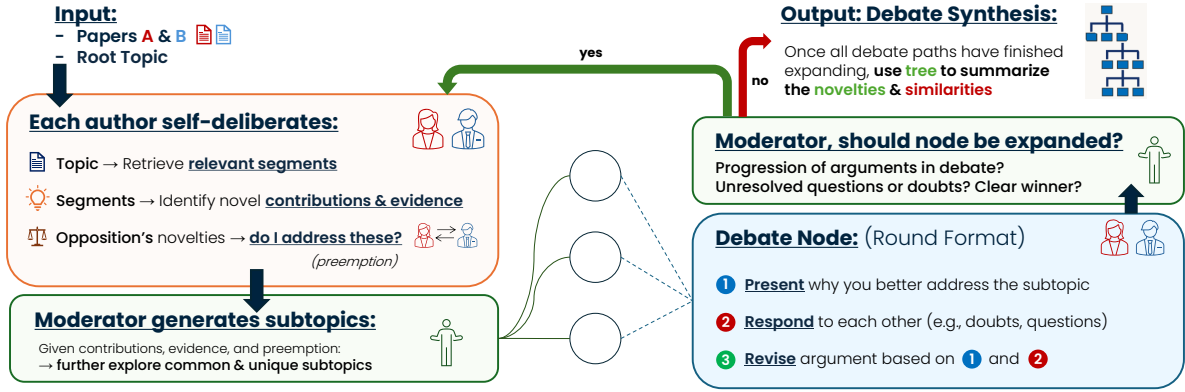 Input:
- Papers A & B
- Root Topic
Each author self-deliberates:
Topic → Retrieve relevant segments
Segments → Identify novel contributions & evidence
Opposition's novelties → do I address these?
(preemption)
Moderator generates subtopics:
Given contributions, evidence, and preemption:
→ further explore common & unique subtopics
yes
no
Output: Debate Synthesis:
Once all debate paths have finished
expanding, use tree to summarize
the novelties & similarities
Moderator, should node be expanded?
Progression of arguments in debate?
Unresolved questions or doubts? Clear winner?
Debate Node: (Round Format)
1 Present why you better address the subtopic
2 Respond to each other (e.g., doubts, questions)
3 Revise argument based on 1 and 2